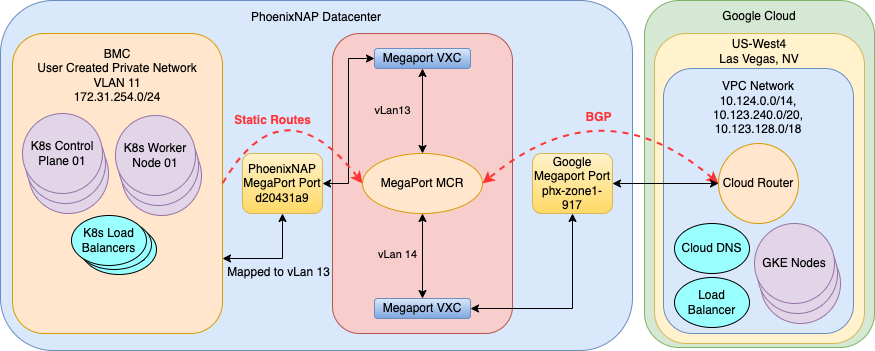 PhoenixNAP Datacenter
BMC
User Created Private Network
VLAN 11
172.31.254.0/24
K8s Control
Plane 01
K8s Worker
Node 01
K8s Load
Balancers
Static Routes
PhoenixNAP
MegaPort Port
d20431a9
Mapped to vLan 13
Megaport VXC
vLan13
MegaPort MCR
vLan 14
Megaport VXC
BGP
Google
Megaport Port
phx-zone1-
917
Google Cloud
US-West4
Las Vegas, NV
VPC Network
10.124.0.0/14,
10.123.240.0/20,
10.123.128.0/18
Cloud Router
Cloud DNS
GKE Nodes
Load
Balancer